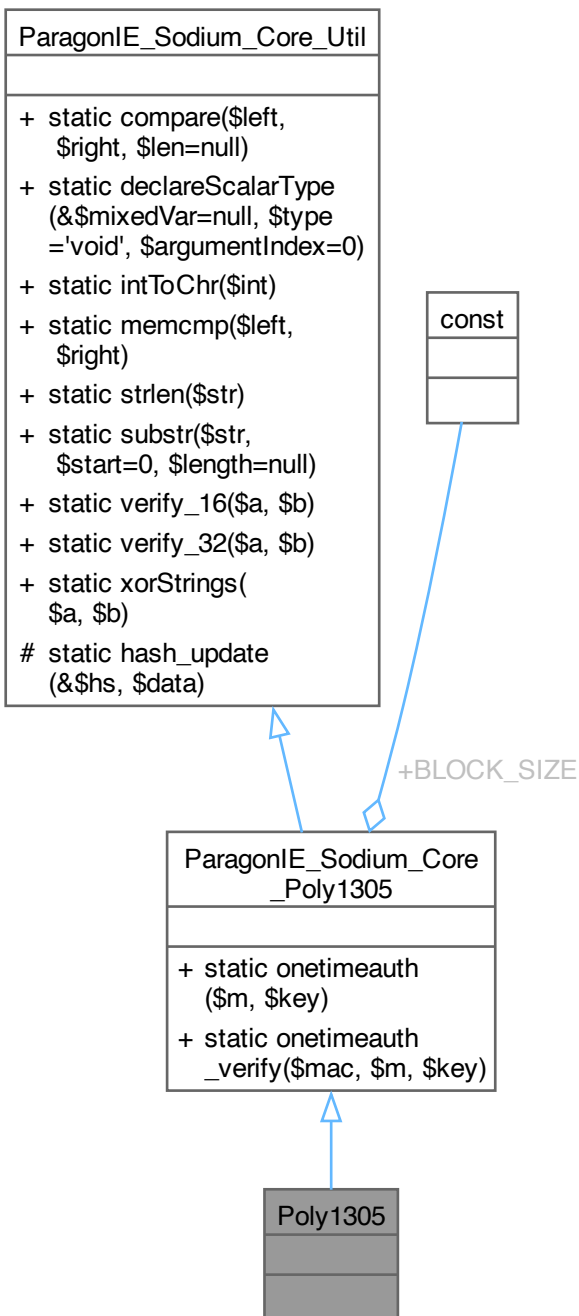 ParagonIE_Sodium_Core_Util
+ static compare($left,
$right, $len=null)
+ static declareScalarType
(&$mixedVar=null, $type
='void', $argumentIndex=0)
+ static intToChr($int)
+ static memcmp($left,
$right)
+ static strlen($str)
+ static substr($str,
$start=0, $length=null)
+ static verify_16($a, $b)
+ static verify_32($a, $b)
+ static xorStrings(
$a, $b)
# static hash_update
(&$hs, $data)
const
+BLOCK_SIZE
ParagonIE_Sodium_Core
_Poly1305
+ static onetimeauth
($m, $key)
+ static onetimeauth
_verify($mac, $m, $key)
Poly1305